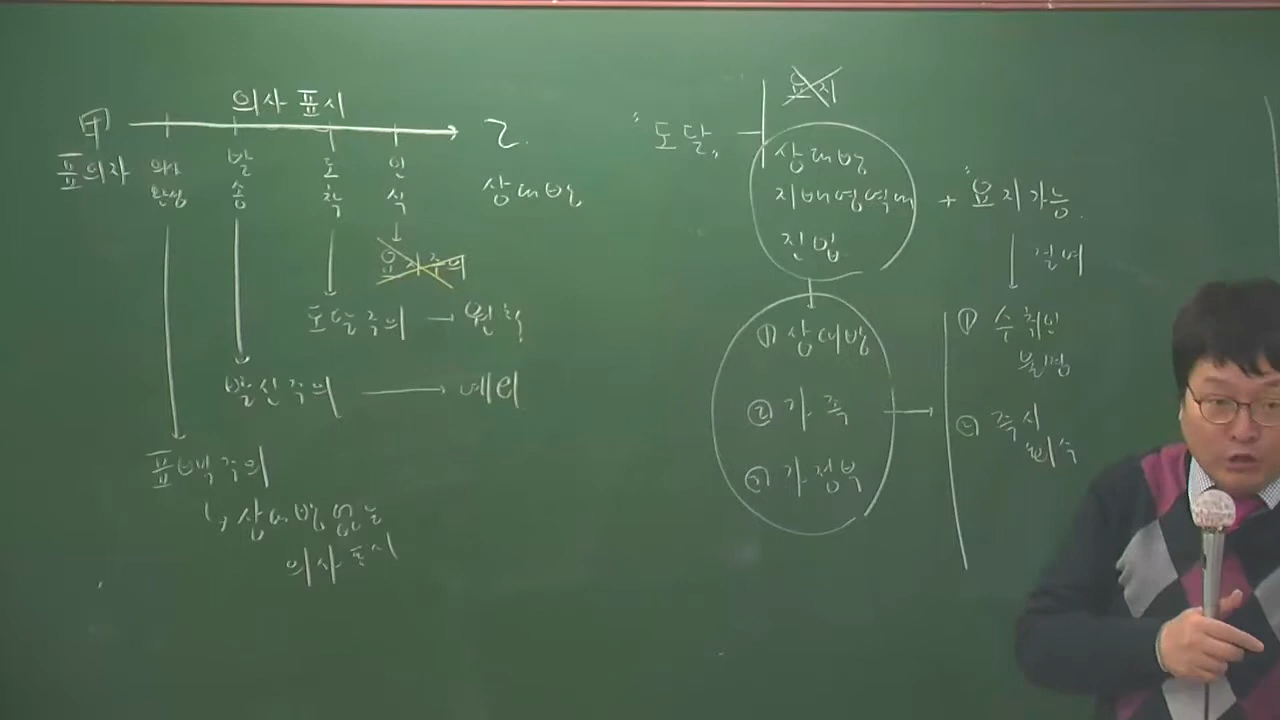 의사 표시
甲
乙.
표의자
의사
완성
발
송
도
착
인
식
상대방
요지주의
도달주의 → 원칙
발신주의 → 예외
표백주의
↳ 상대방 없는
의사표시
"도달"
요지
상대방
지배영역내
진입
+ "요지가능.
① 상대방
② 가족
③ 가정부
① 수취인
② 즉시